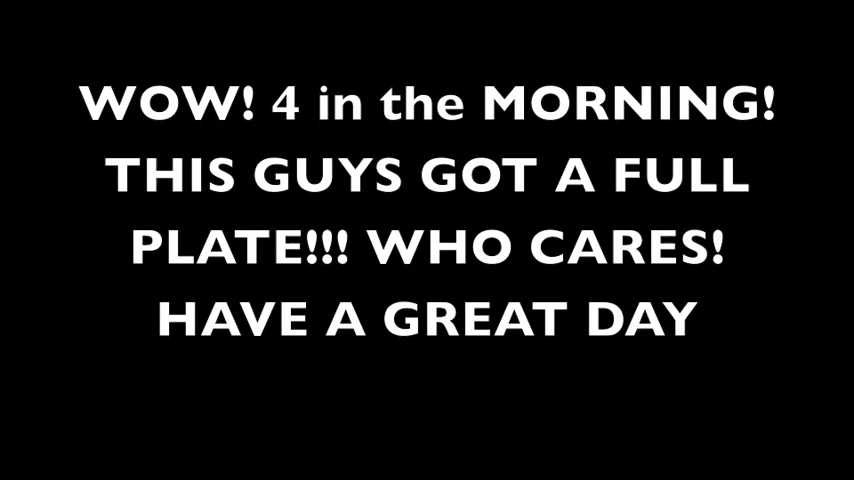 WOW! 4 in the MORNING!
THIS GUYS GOT A FULL
PLATE!!! WHO CARES!
HAVE A GREAT DAY